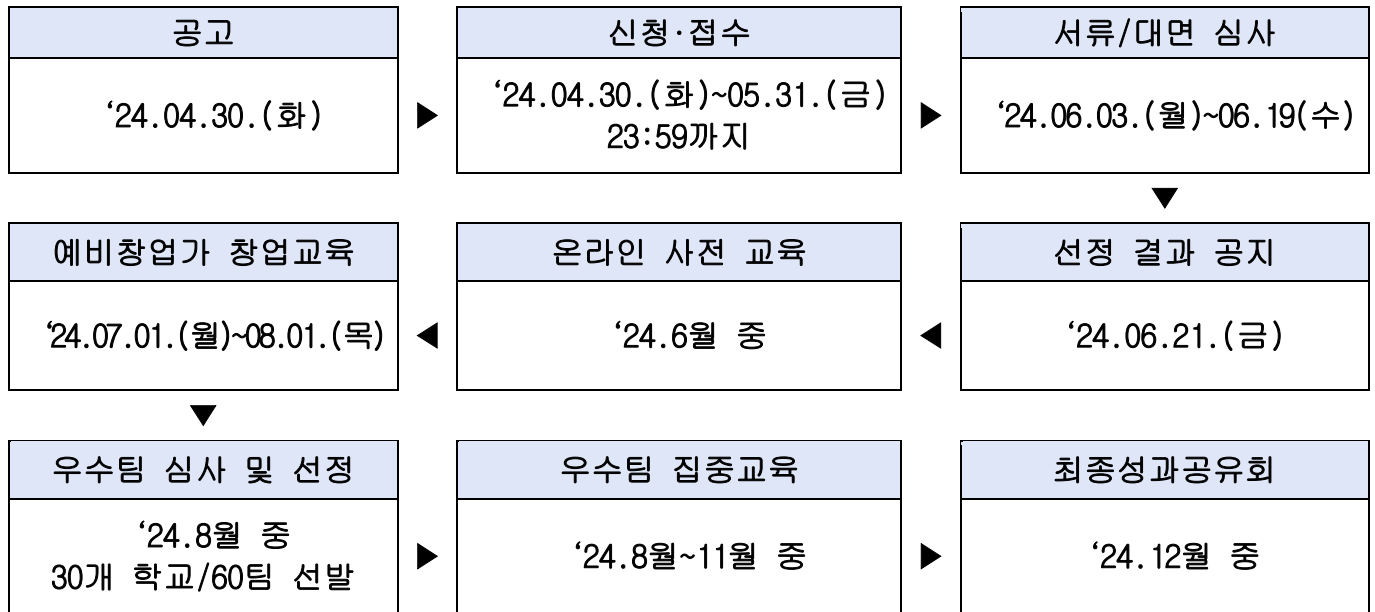 공고
‘24.04.30.(화)
신청·접수
‘24.04.30.(화)~05.31.(금)
23:59까지
서류/대면 심사
‘24.06.03.(월)~06.19(수)
선정 결과 공지
‘24.06.21.(금)
온라인 사전 교육
‘24.6월 중
예비창업가 창업교육
‘24.07.01.(월)~08.01.(목)
우수팀 심사 및 선정
‘24.8월 중
30개 학교/60팀 선발
우수팀 집중교육
‘24.8월~11월 중
최종성과공유회
‘24.12월 중